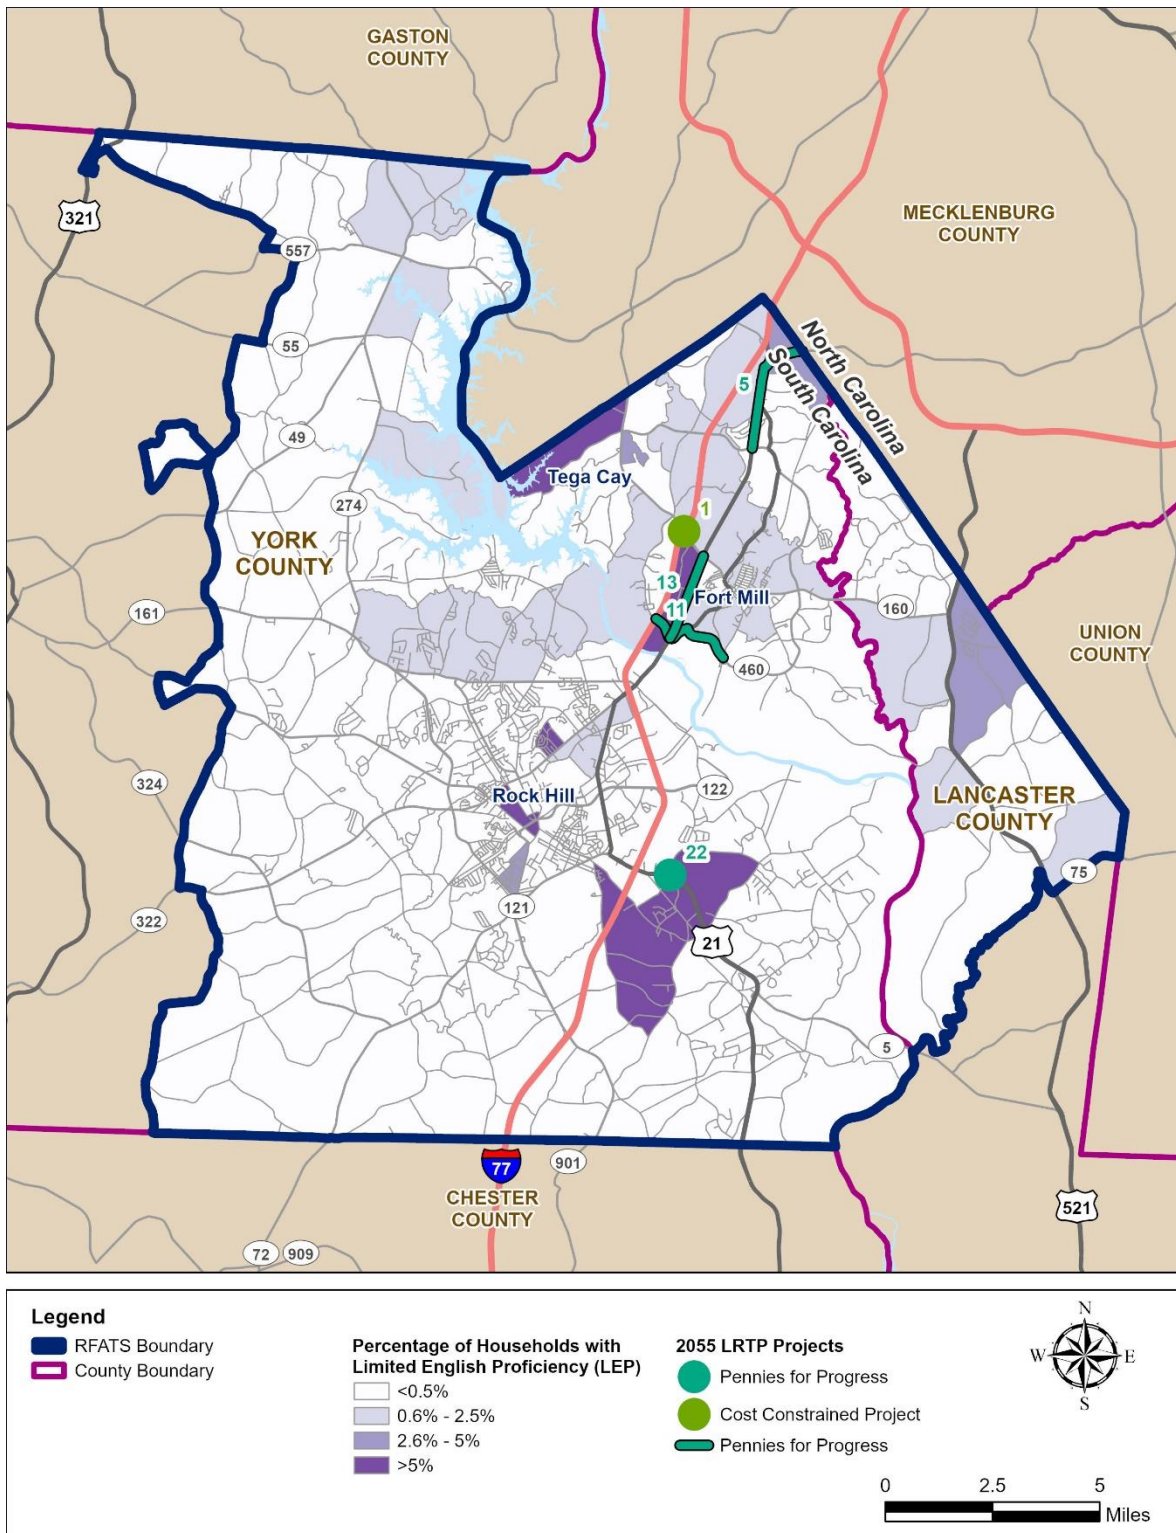 GASTON
COUNTY
MECKLENBURG
COUNTY
321
557
North Carolina
South Carolina
55
5
49
Tega Cay
274
1
YORK
COUNTY
13
Fort Mill
11
161
160
UNION
COUNTY
460
324
Rock Hill
122
LANCASTER
COUNTY
22
75
322
121
21
5
77
901
CHESTER
COUNTY
521
72
909
Legend
RFATS Boundary
County Boundary
Percentage of Households with
Limited English Proficiency (LEP)
<0.5%
0.6% - 2.5%
2.6% - 5%
>5%
2055 LRTP Projects
Pennies for Progress
Cost Constrained Project
Pennies for Progress
N
W
E
S
0
2.5
5
Miles